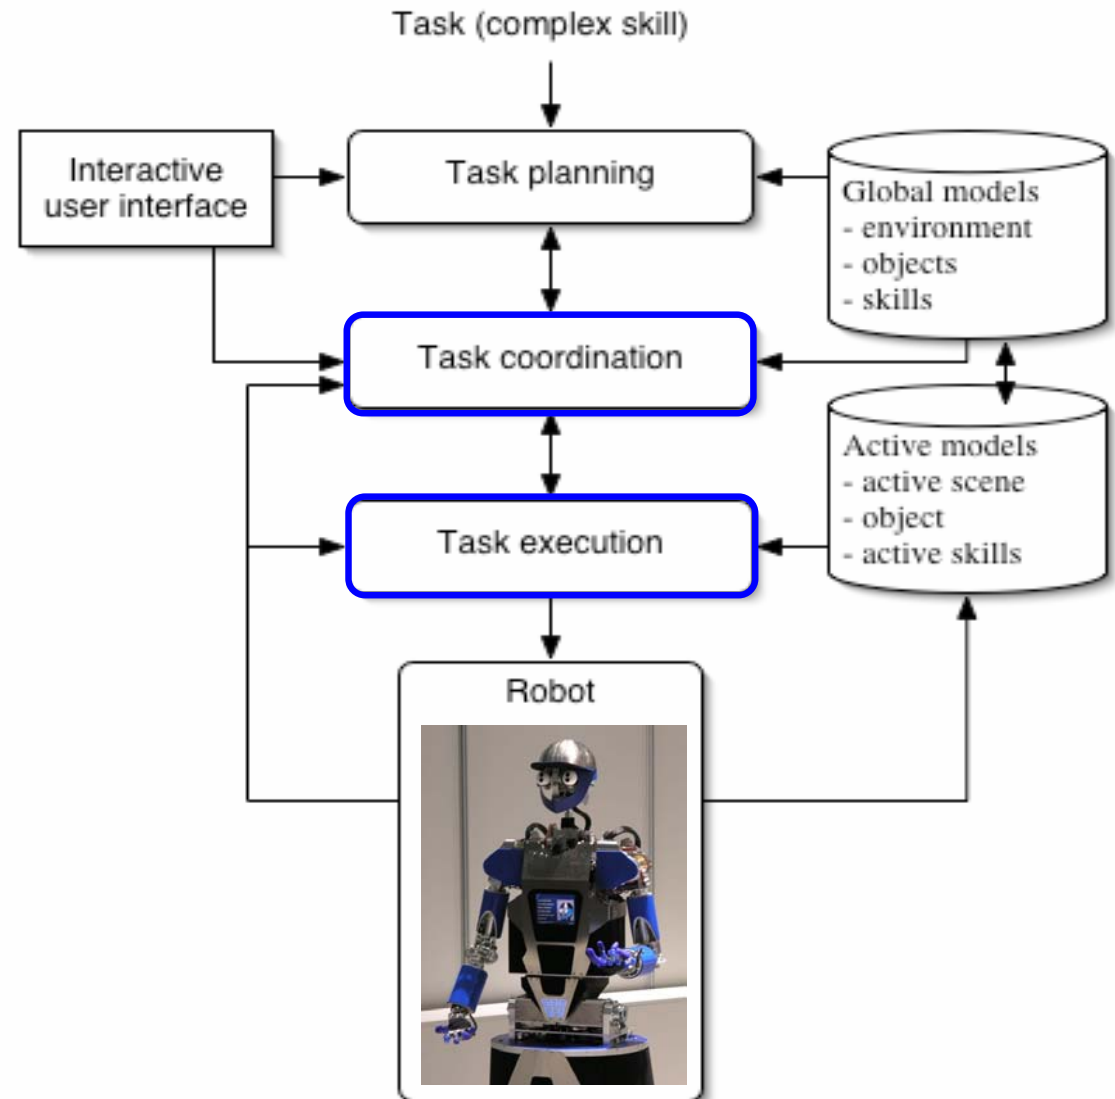 Task (complex skill)
Interactive
user interface
Task planning
Global models
- environment
- objects
- skills
Task coordination
Active models
- active scene
- object
- active skills
Task execution
Robot